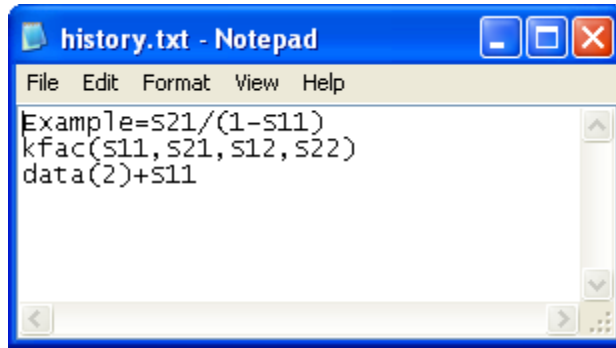 history.txt - Notepad
File Edit Format View Help
Example=S21/(1-S11)
kfac(S11,S21,S12,S22)
data(2)+S11